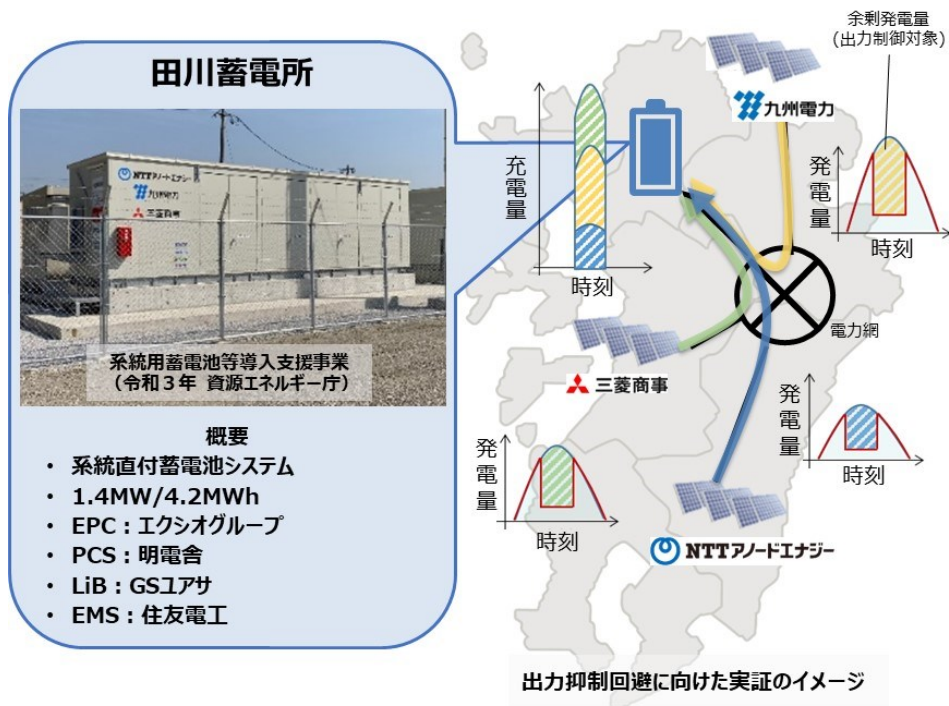 田川蓄電所
NTTアノードエナジー
九州電力
三菱商事
系統用蓄電池等導入支援事業
（令和３年 資源エネルギー庁）
概要
・ 系統直付蓄電池システム
・ 1.4MW/4.2MWh
・ EPC：エクシオグループ
・ PCS：明電舎
・ LiB：GSユアサ
・ EMS：住友電工
充電量
時刻
九州電力
余剰発電量
（出力制御対象）
発電量
時刻
電力網
三菱商事
発電量
時刻
発電量
時刻
NTTアノードエナジー
出力抑制回避に向けた実証のイメージ